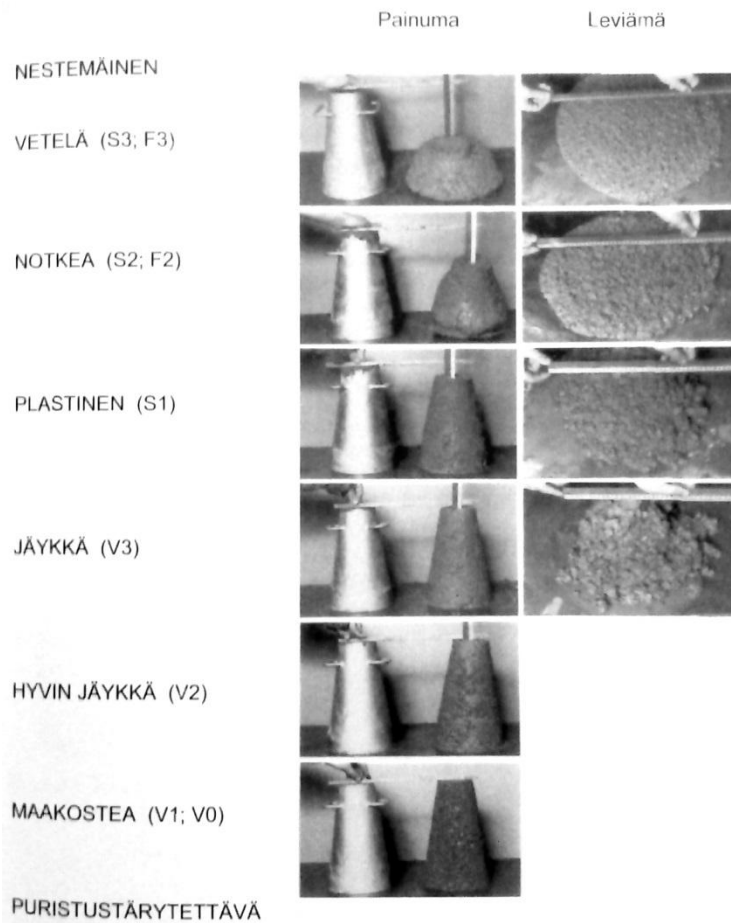 Painuma Leviämä
NESTEMÄINEN
VETELÄ (S3; F3)
NOTKEA (S2; F2)
PLASTINEN (S1)
JÄYKKÄ (V3)
HYVIN JÄYKKÄ (V2)
MAAKOSTEA (V1; V0)
PURISTUSTÄRYTETTÄVÄ